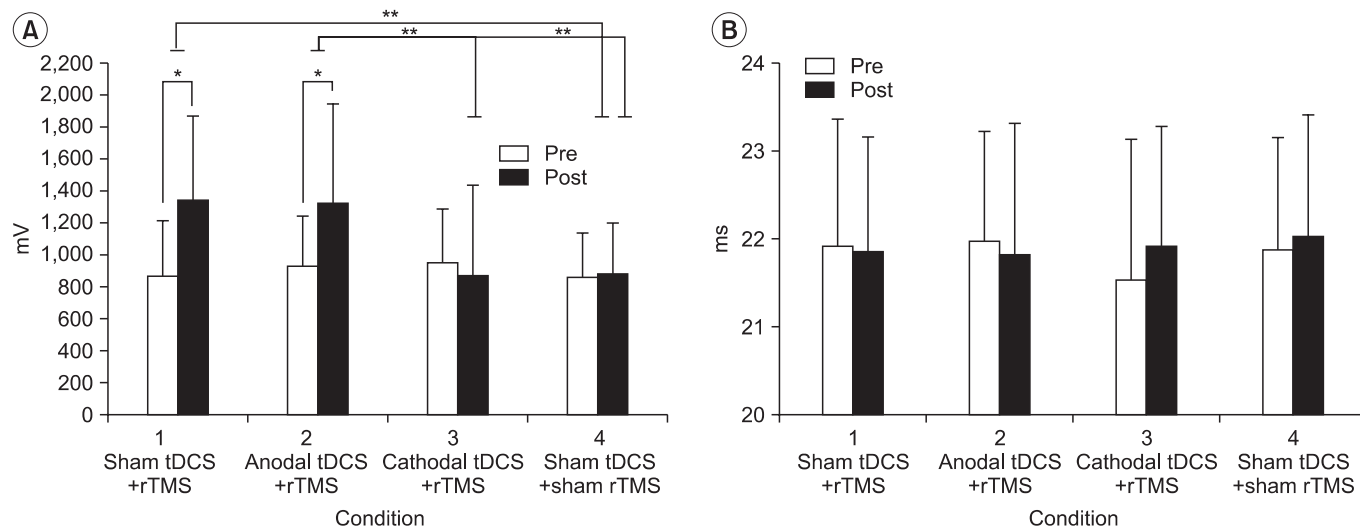 A
**
**
**
*
*
2,200
2,000
1,800
1,600
1,400
1,200
1,000
800
600
400
200
0
mV
Pre
Post
1
Sham tDCS
+rTMS
2
Anodal tDCS
+rTMS
3
Cathodal tDCS
+rTMS
4
Sham tDCS
+sham rTMS
Condition
B
24
23
22
21
20
ms
Pre
Post
1
Sham tDCS
+rTMS
2
Anodal tDCS
+rTMS
3
Cathodal tDCS
+rTMS
4
Sham tDCS
+sham rTMS
Condition